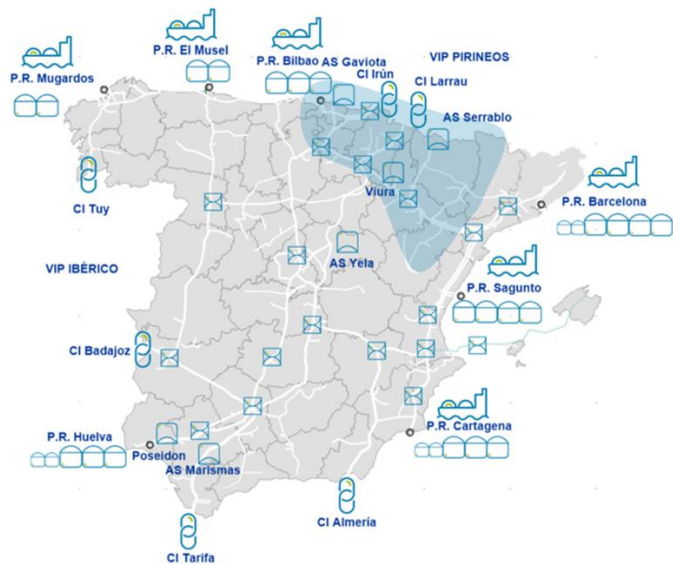 P.R. El Musel
P.R. Bilbao
AS Gaviota
VIP PIRINEOS
CI Irún
CI Larrau
P.R. Mugardos
AS Serrablo
CI Tuy
Viura
P.R. Barcelona
AS Yela
VIP IBÉRICO
P.R. Sagunto
CI Badajoz
P.R. Cartagena
P.R. Huelva
Poseidon
AS Marismas
CI Almería
CI Tarifa